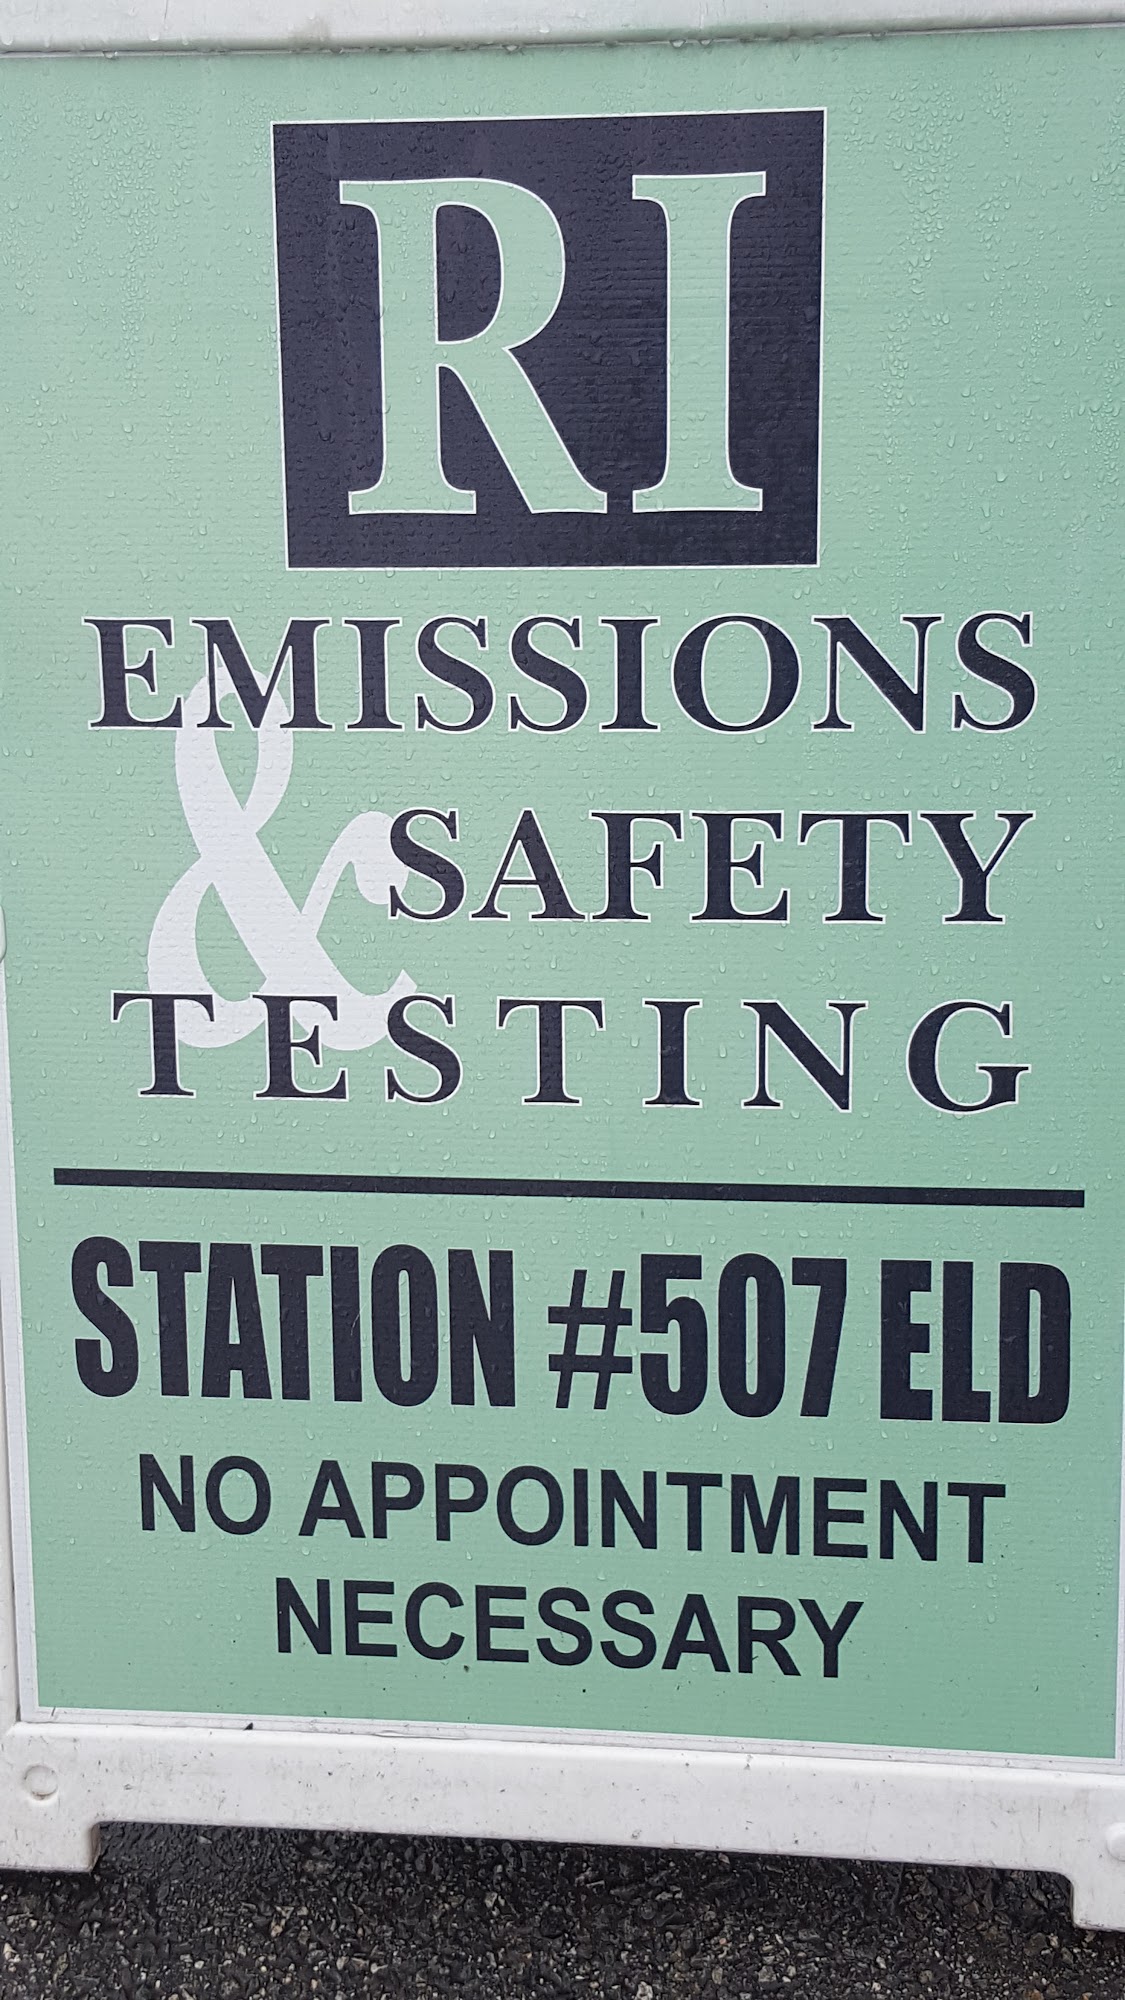 RI
EMISSIONS
& SAFETY
TESTING
STATION #507 ELD
NO APPOINTMENT
NECESSARY